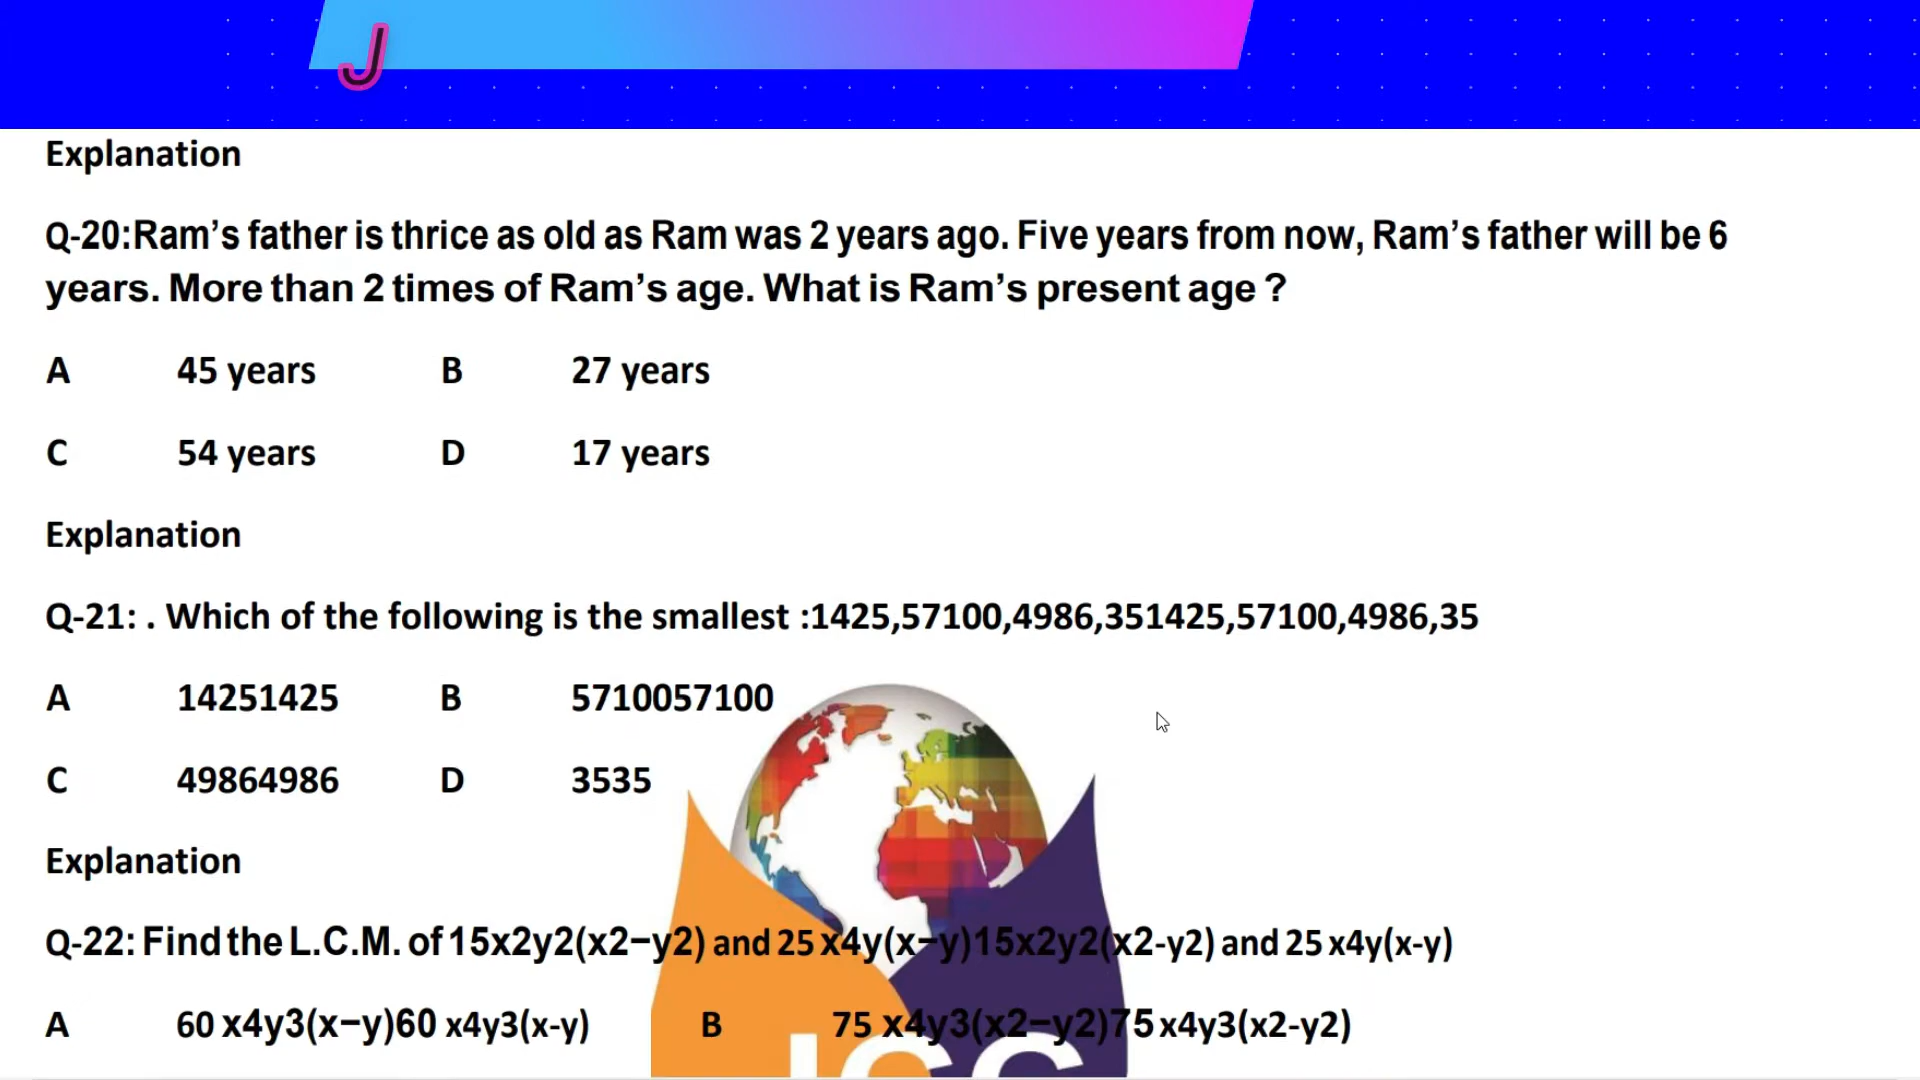 J
Explanation
Q-20:Ram’s father is thrice as old as Ram was 2 years ago. Five years from now, Ram’s father will be 6
years. More than 2 times of Ram’s age. What is Ram’s present age ?
A 45 years B 27 years
C 54 years D 17 years
Explanation
Q-21: . Which of the following is the smallest :1425,57100,4986,351425,57100,4986,35
A 14251425 B 5710057100
C 49864986 D 3535
Explanation
Q-22: Find the L.C.M. of 15x2y2(x2−y2) and 25 x4y(x−y)15x2y2(x2-y2) and 25 x4y(x-y)
A 60 x4y3(x−y)60 x4y3(x-y) B 75 x4y3(x2−y2)75 x4y3(x2-y2)